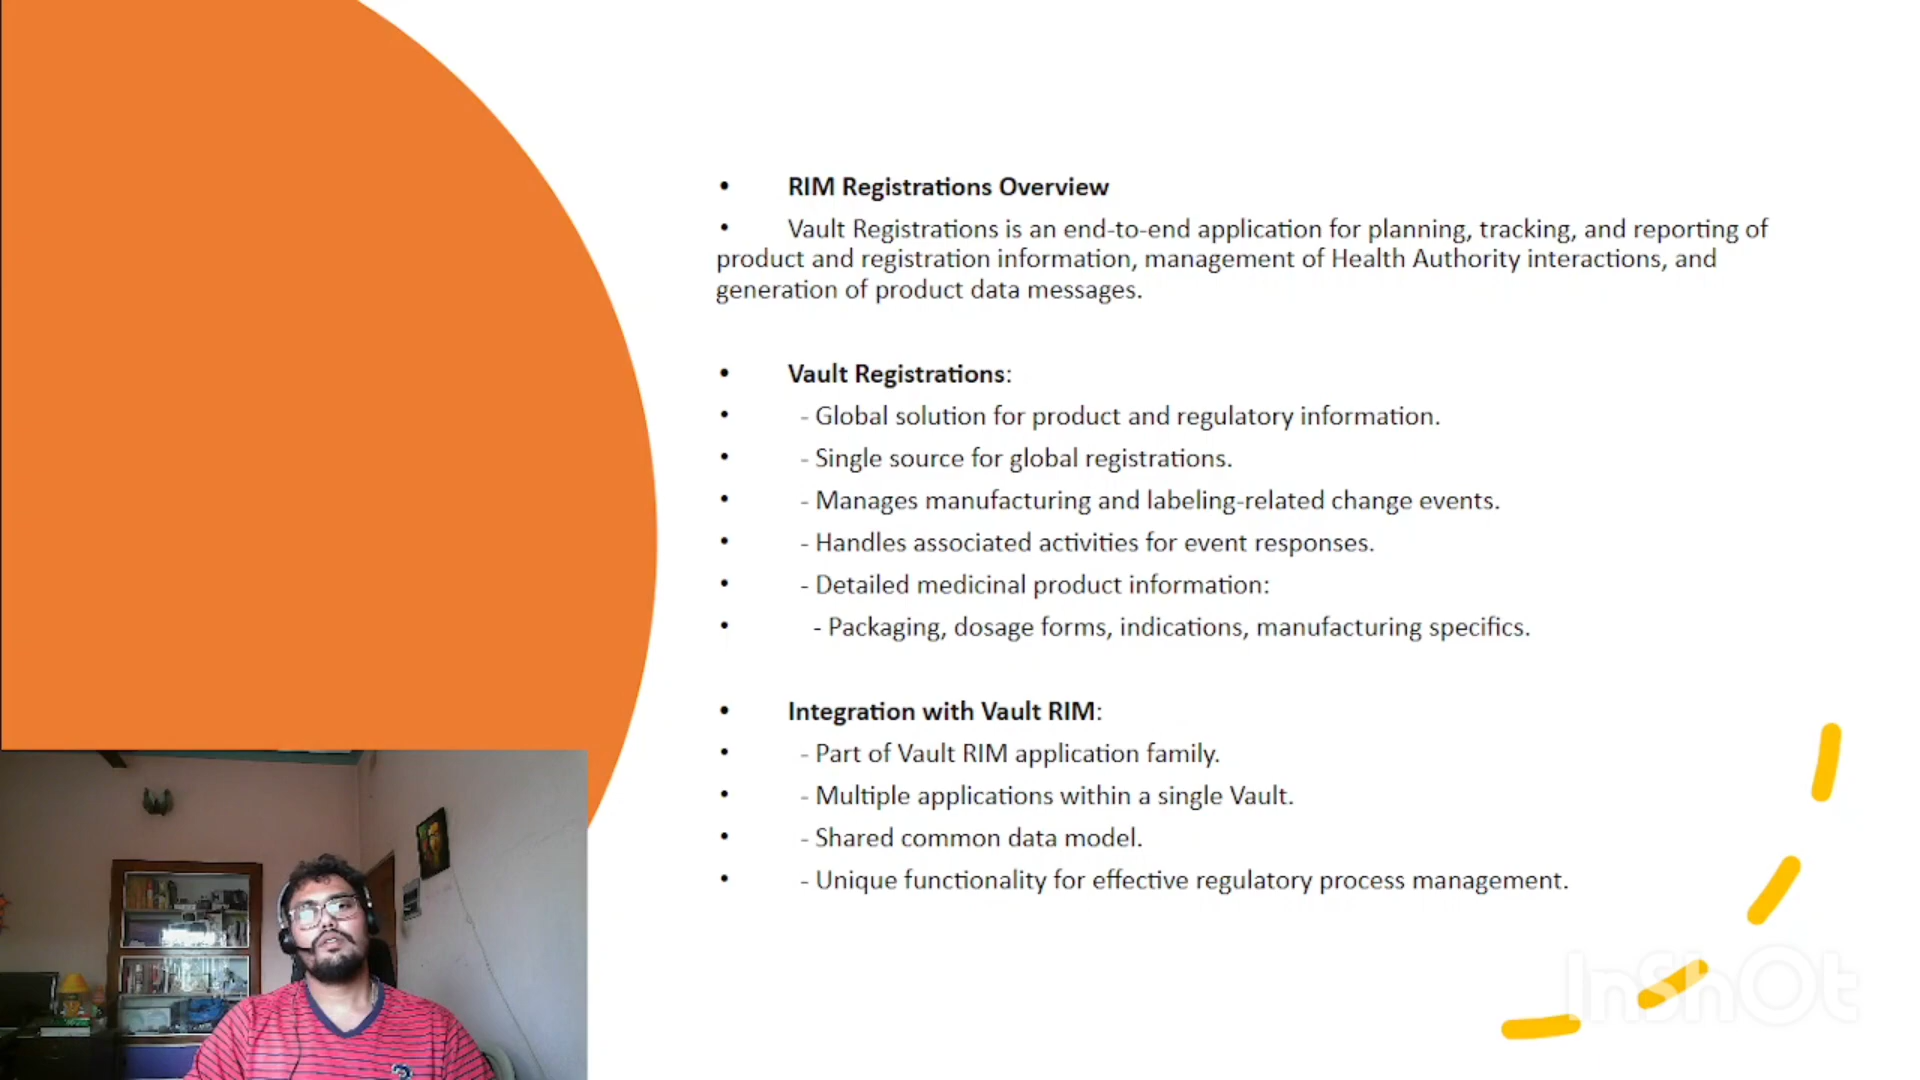 • RIM Registrations Overview
• Vault Registrations is an end-to-end application for planning, tracking, and reporting of
product and registration information, management of Health Authority interactions, and
generation of product data messages.
• Vault Registrations:
• - Global solution for product and regulatory information.
• - Single source for global registrations.
• - Manages manufacturing and labeling-related change events.
• - Handles associated activities for event responses.
• - Detailed medicinal product information:
• - Packaging, dosage forms, indications, manufacturing specifics.
• Integration with Vault RIM:
• - Part of Vault RIM application family.
• - Multiple applications within a single Vault.
• - Shared common data model.
• - Unique functionality for effective regulatory process management.
InShOt